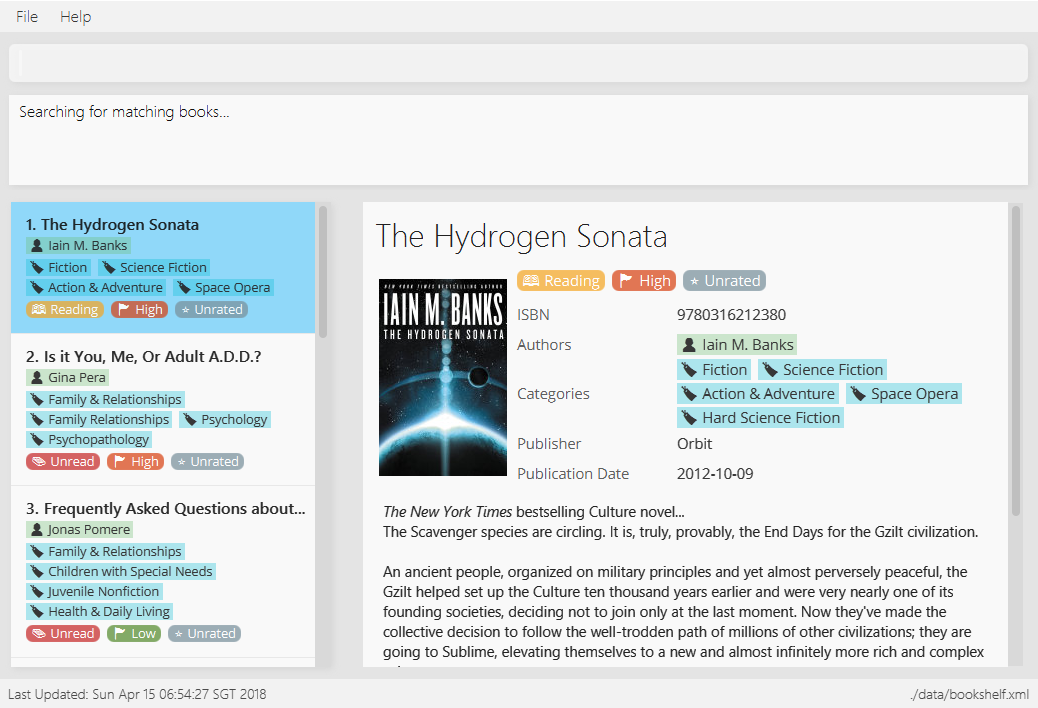 File Help
Searching for matching books...
1. The Hydrogen Sonata
Iain M. Banks
Fiction Science Fiction
Action & Adventure Space Opera
Reading High Unrated
2. Is it You, Me, Or Adult A.D.D.?
Gina Pera
Family & Relationships
Family Relationships Psychology
Psychopathology
Unread High Unrated
3. Frequently Asked Questions about...
Jonas Pomere
Family & Relationships
Children with Special Needs
Juvenile Nonfiction
Health & Daily Living
Unread Low Unrated
The Hydrogen Sonata
NEW YORK TIMES BESTSELLING AUTHOR
IAIN M. BANKS
THE HYDROGEN SONATA
Reading High Unrated
ISBN 9780316212380
Authors Iain M. Banks
Categories Fiction Science Fiction
Action & Adventure Space Opera
Hard Science Fiction
Publisher Orbit
Publication Date 2012-10-09
The New York Times bestselling Culture novel...
The Scavenger species are circling. It is, truly, provably, the End Days for the Gzilt civilization.
An ancient people, organized on military principles and yet almost perversely peaceful, the
Gzilt helped set up the Culture ten thousand years earlier and were very nearly one of its
founding societies, deciding not to join only at the last moment. Now they've made the
collective decision to follow the well-trodden path of millions of other civilizations; they are
going to Sublime, elevating themselves to a new and almost infinitely more rich and complex
Last Updated: Sun Apr 15 06:54:27 SGT 2018
./data/bookshelf.xml